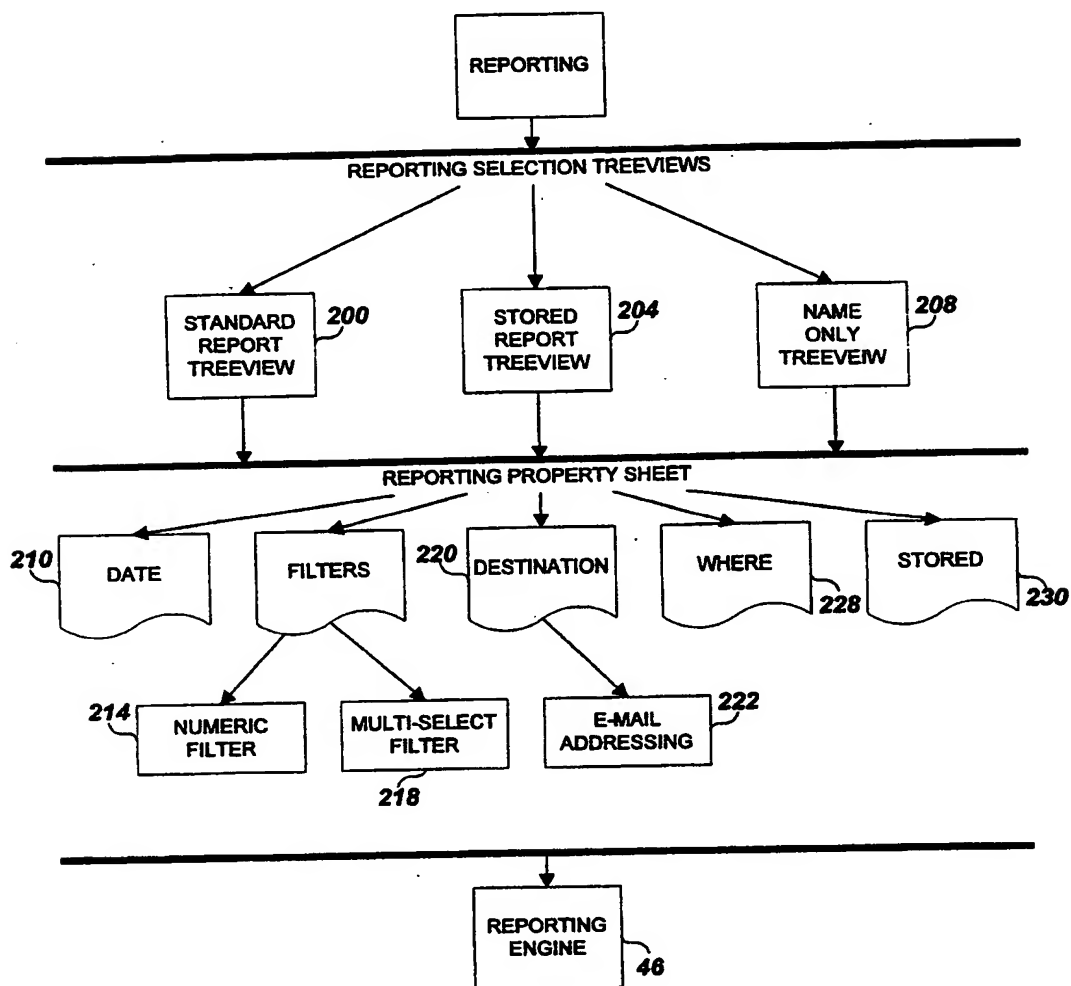 REPORTING
REPORTING SELECTION TREEVIEWS
STANDARD
REPORT
TREEVIEW
200
STORED
REPORT
TREEVIEW
204
NAME
ONLY
TREEVEIW
208
REPORTING PROPERTY SHEET
210
DATE
FILTERS
220
DESTINATION
WHERE
228
STORED
230
214
NUMERIC
FILTER
MULTI-SELECT
FILTER
218
E-MAIL
ADDRESSING
222
REPORTING
ENGINE
46